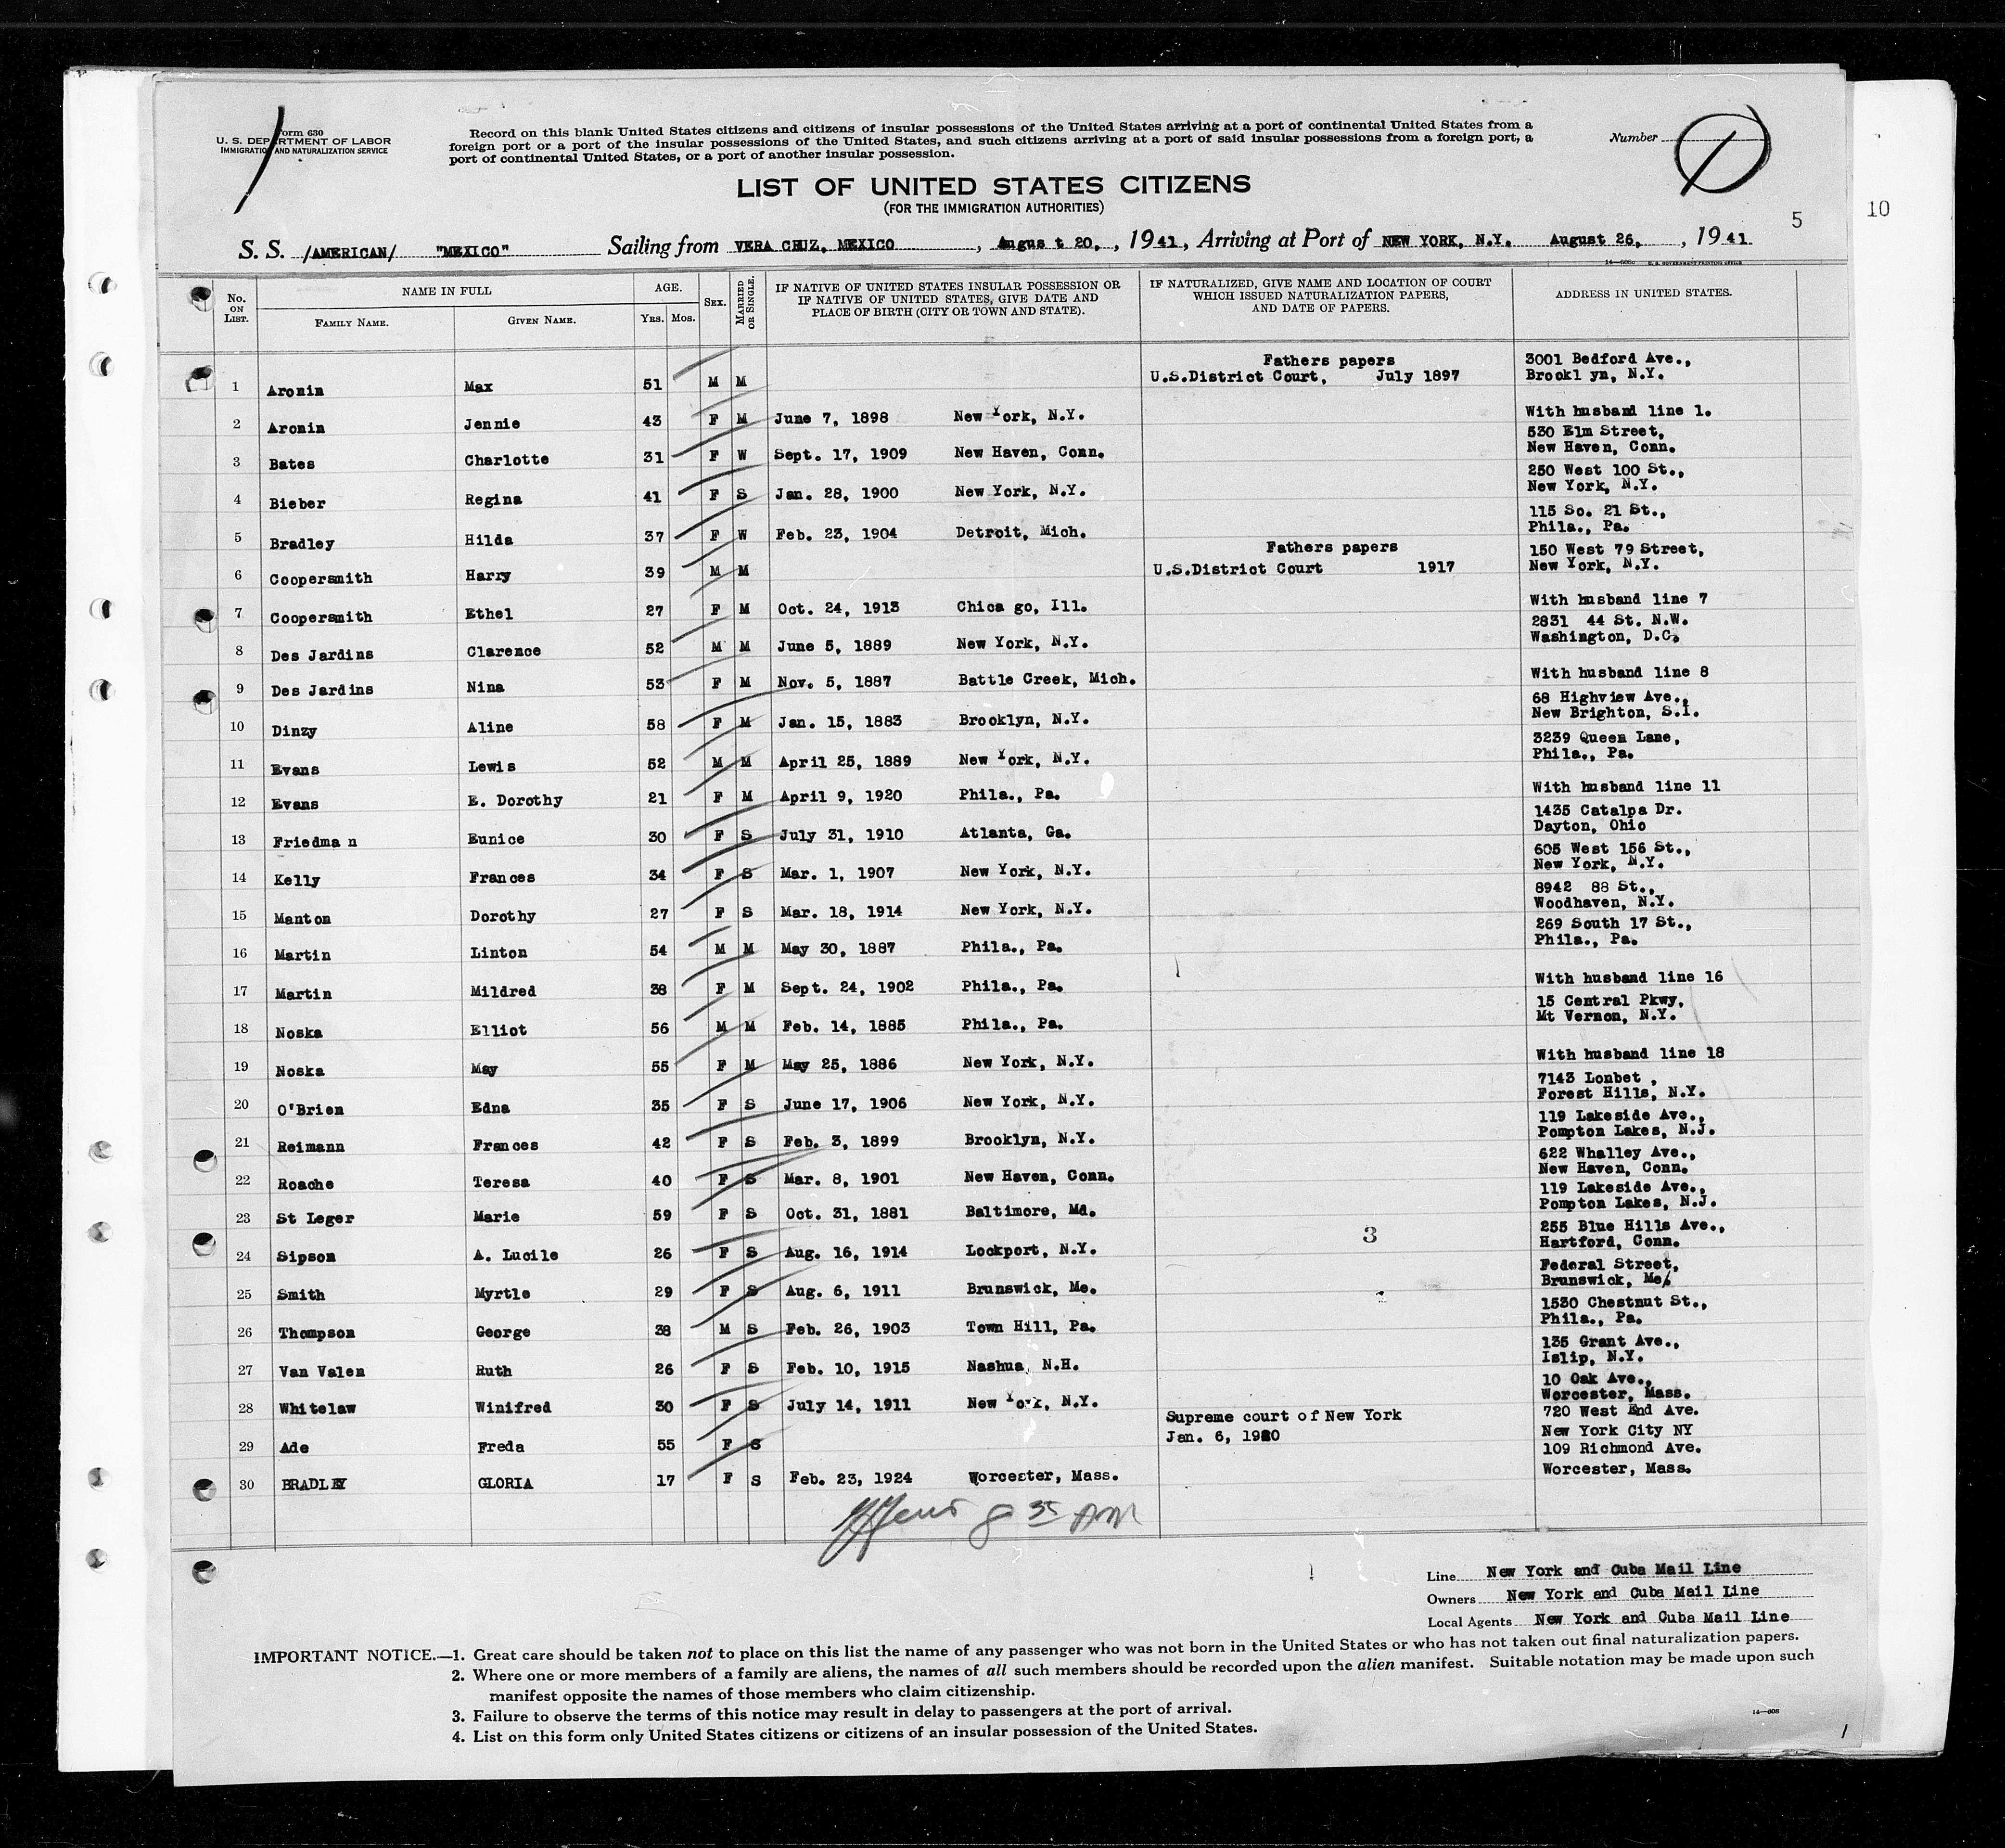 Form 630
U. S. DEPARTMENT OF LABOR
IMMIGRATION AND NATURALIZATION SERVICE
Record on this blank United States citizens and citizens of insular possessions of the United States arriving at a port of continental United States from a
foreign port or a port of the insular possessions of the United States, and such citizens arriving at a port of said insular possessions from a foreign port, a
port of continental United States, or a port of another insular possession.
Number 1
LIST OF UNITED STATES CITIZENS
(FOR THE IMMIGRATION AUTHORITIES)
5
10
S. S. /AMERICAN/ "MEXICO" Sailing from VERA CRUZ, MEXICO, August 20, , 1941, Arriving at Port of NEW YORK, N.Y. August 26, , 1941
No. ON LIST. NAME IN FULL FAMILY NAME. GIVEN NAME. AGE. YRS. MOS. SEX. MARRIED OR SINGLE. IF NATIVE OF UNITED STATES INSULAR POSSESSION OR IF NATIVE OF UNITED STATES, GIVE DATE AND PLACE OF BIRTH (CITY OR TOWN AND STATE). IF NATURALIZED, GIVE NAME AND LOCATION OF COURT WHICH ISSUED NATURALIZATION PAPERS, AND DATE OF PAPERS. ADDRESS IN UNITED STATES.
1 Aronin Max 51 M M Fathers papers U.S.District Court, July 1897 3001 Bedford Ave., Brookl yn, N.Y.
2 Aronin Jennie 43 F M June 7, 1898 New York, N.Y. With husband line 1.
3 Bates Charlotte 31 F W Sept. 17, 1909 New Haven, Conn. 530 Elm Street, New Haven, Conn.
4 Bieber Regina 41 F S Jan. 28, 1900 New York, N.Y. 250 West 100 St., New York, N.Y.
5 Bradley Hilda 37 F W Feb. 23, 1904 Detroit, Mich. 115 So. 21 St., Phila., Pa.
6 Coopersmith Harry 39 M M Fathers papers U.S.District Court 1917 150 West 79 Street, New York, N.Y.
7 Coopersmith Ethel 27 F M Oct. 24, 1913 Chica go, Ill. With husband line 7
8 Des Jardins Clarence 52 M M June 5, 1889 New York, N.Y. 2831 44 St. N.W. Washington, D.C.
9 Des Jardins Nina 53 F M Nov. 5, 1887 Battle Creek, Mich. With husband line 8
10 Dinzy Aline 58 F M Jan. 15, 1883 Brooklyn, N.Y. 68 Highview Ave., New Brighton, S.I.
11 Evans Lewis 52 M M April 25, 1889 New York, N.Y. 3239 Queen Lane, Phila., Pa.
12 Evans E. Dorothy 21 F M April 9, 1920 Phila., Pa. With husband line 11
13 Friedma n Eunice 30 F S July 31, 1910 Atlanta, Ga. 1435 Catalpa Dr. Dayton, Ohio
14 Kelly Frances 34 F S Mar. 1, 1907 New York, N.Y. 605 West 156 St., New York, N.Y.
15 Manton Dorothy 27 F S Mar. 18, 1914 New York, N.Y. 8942 88 St., Woodhaven, N.Y.
16 Martin Linton 54 M M May 30, 1887 Phila., Pa. 269 South 17 St., Phila., Pa.
17 Martin Mildred 38 F M Sept. 24, 1902 Phila., Pa. With husband line 16
18 Noska Elliot 56 M M Feb. 14, 1885 Phila., Pa. 15 Central Pkwy, Mt Vernon, N.Y.
19 Noska May 55 F M May 25, 1886 New York, N.Y. With husband line 18
20 O'Brien Edna 35 F S June 17, 1906 New York, N.Y. 7143 Lonbet , Forest Hills, N.Y.
21 Reimann Frances 42 F S Feb. 3, 1899 Brooklyn, N.Y. 119 Lakeside Ave., Pompton Lakes, N.J.
22 Roache Teresa 40 F S Mar. 8, 1901 New Haven, Conn. 622 Whalley Ave., New Haven, Conn.
23 St Leger Marie 59 F S Oct. 31, 1881 Baltimore, Md. 119 Lakeside Ave., Pompton Lakes, N.J.
3
24 Sipson A. Lucile 26 F S Aug. 16, 1914 Lockport, N.Y. 255 Blue Hills Ave., Hartford, Conn.
25 Smith Myrtle 29 F S Aug. 6, 1911 Brunswick, Me. Federal Street, Brunswick, Me.
26 Thompson George 38 M S Feb. 26, 1903 Town Hill, Pa. 1530 Chestnut St., Phila., Pa.
27 Van Valen Ruth 26 F S Feb. 10, 1915 Nashua, N.H. 135 Grant Ave., Islip, N.Y.
28 Whitelaw Winifred 30 F S July 14, 1911 New York, N.Y. 10 Oak Ave., Worcester, Mass.
29 Ade Freda 55 F S Supreme court of New York Jan. 6, 1920 720 West End Ave. New York City NY
30 BRADLEY GLORIA 17 F S Feb. 23, 1924 Worcester, Mass. 109 Richmond Ave. Worcester, Mass.
8 35 AM
Line New York and Cuba Mail Line
Owners New York and Cuba Mail Line
Local Agents New York and Cuba Mail Line
IMPORTANT NOTICE.—1. Great care should be taken not to place on this list the name of any passenger who was not born in the United States or who has not taken out final naturalization papers.
2. Where one or more members of a family are aliens, the names of all such members should be recorded upon the alien manifest. Suitable notation may be made upon such
manifest opposite the names of those members who claim citizenship.
3. Failure to observe the terms of this notice may result in delay to passengers at the port of arrival.
4. List on this form only United States citizens or citizens of an insular possession of the United States.
1